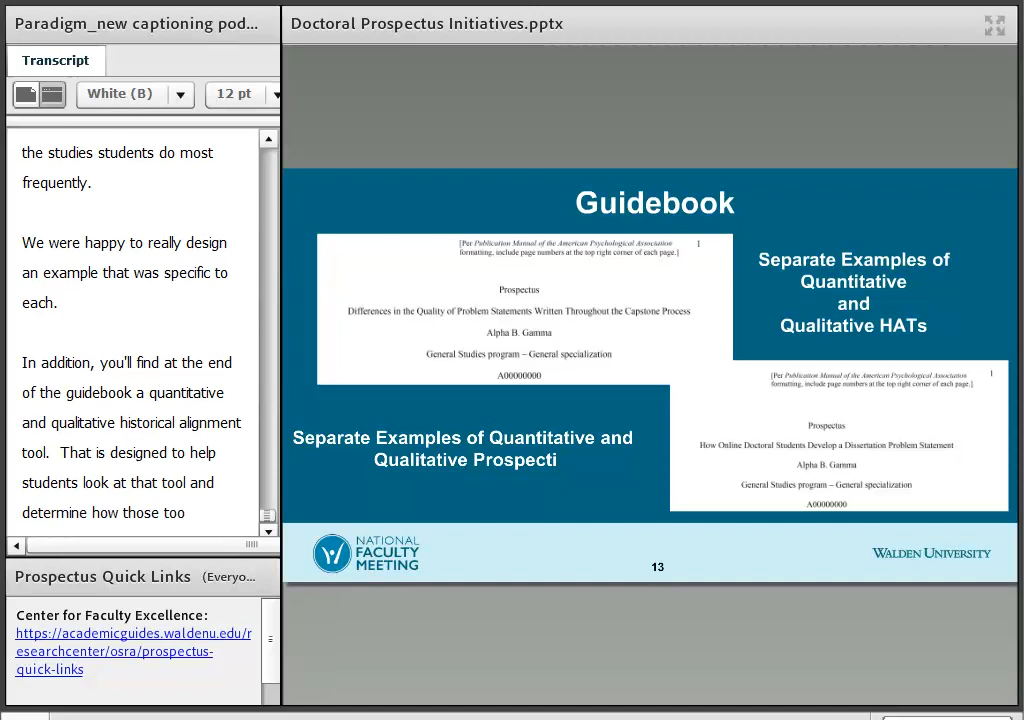 Paradigm_new captioning pod...
Transcript
White (B)
12 pt
the studies students do most
frequently.
We were happy to really design
an example that was specific to
each.
In addition, you'll find at the end
of the guidebook a quantitative
and qualitative historical alignment
tool.  That is designed to help
students look at that tool and
determine how those too
Prospectus Quick Links (Everyo...
Center for Faculty Excellence:
https://academicguides.waldenu.edu/r
esearchcenter/osra/prospectus-
quick-links
Doctoral Prospectus Initiatives.pptx
Guidebook
[Per Publication Manual of the American Psychological Association 1
formatting, include page numbers at the top right corner of each page.]
Prospectus
Differences in the Quality of Problem Statements Written Throughout the Capstone Process
Alpha B. Gamma
General Studies program – General specialization
A00000000
Separate Examples of
Quantitative
and
Qualitative HATs
Separate Examples of Quantitative and
Qualitative Prospecti
[Per Publication Manual of the American Psychological Association 1
formatting, include page numbers at the top right corner of each page.]
Prospectus
How Online Doctoral Students Develop a Dissertation Problem Statement
Alpha B. Gamma
General Studies program – General specialization
A00000000
NATIONAL
FACULTY
MEETING
13
WALDEN UNIVERSITY